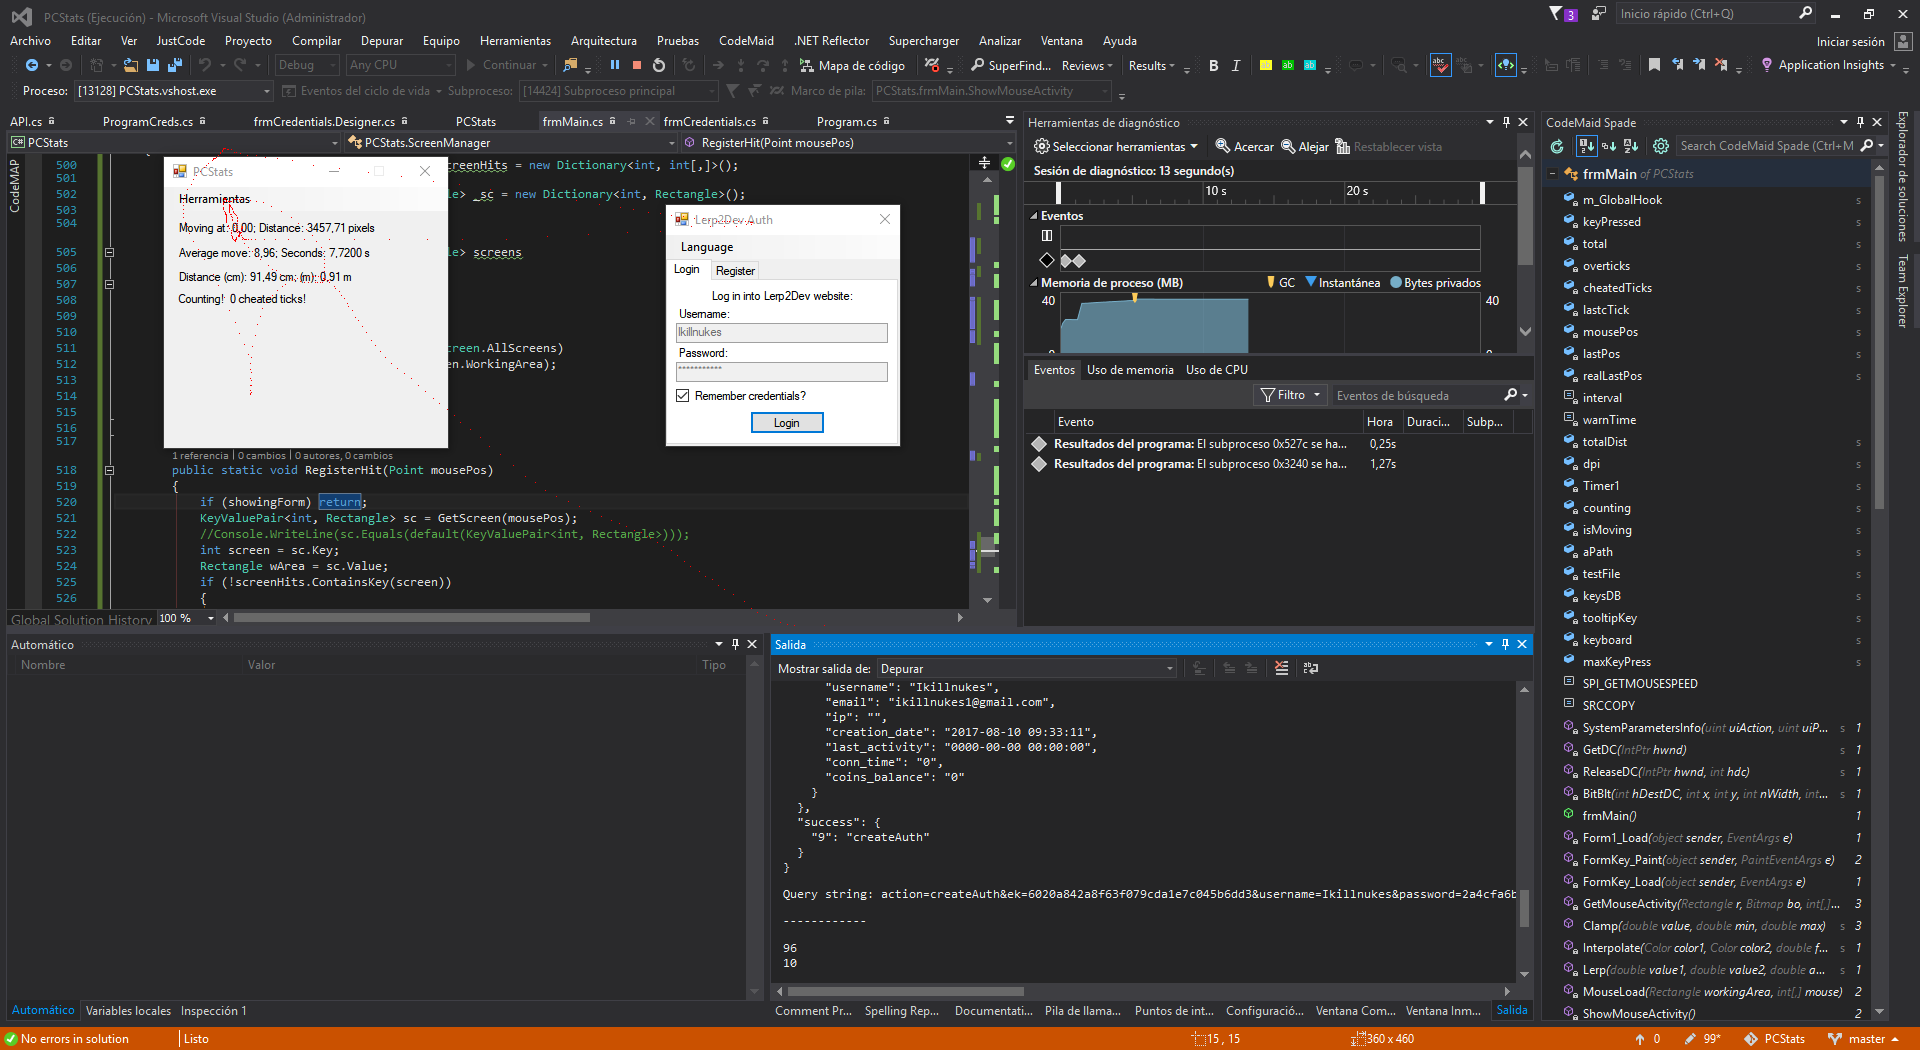 PCStats (Ejecución) - Microsoft Visual Studio (Administrador)
3
Inicio rápido (Ctrl+Q)
Archivo Editar Ver JustCode Proyecto Compilar Depurar Equipo Herramientas Arquitectura Pruebas CodeMaid .NET Reflector Supercharger Analizar Ventana Ayuda
Iniciar sesión
Debug Any CPU Continuar Mapa de código SuperFind... Reviews Results B I Application Insights
Proceso: [13128] PCStats.vshost.exe Eventos del ciclo de vida Subproceso: [14424] Subproceso principal Marco de pila: PCStats.frmMain.ShowMouseActivity
API.cs ProgramCreds.cs frmCredentials.Designer.cs PCStats frmMain.cs frmCredentials.cs Program.cs
PCStats PCStats.ScreenManager RegisterHit(Point mousePos)
CodeMAP
500 creenHits = new Dictionary<int, int[,]>();
501
502 > _sc = new Dictionary<int, Rectangle>();
503
504
505 > screens
506
507
508
509
510
511 creen.AllScreens)
512 en.WorkingArea);
513
514
515
516
517
1 referencia | 0 cambios | 0 autores, 0 cambios
518 public static void RegisterHit(Point mousePos)
519 {
520 if (showingForm) return;
521 KeyValuePair<int, Rectangle> sc = GetScreen(mousePos);
522 //Console.WriteLine(sc.Equals(default(KeyValuePair<int, Rectangle>)));
523 int screen = sc.Key;
524 Rectangle wArea = sc.Value;
525 if (!screenHits.ContainsKey(screen))
526 {
Global Solution History 100 %
PCStats
Herramientas
Moving at: 0,00; Distance: 3457,71 pixels
Average move: 8,96; Seconds: 7,7200 s
Distance (cm): 91,49 cm, (m): 0,91 m
Counting! 0 cheated ticks!
Lerp2Dev Auth
Language
Login Register
Log in into Lerp2Dev website:
Username:
Ikillnukes
Password:
***********
Remember credentials?
Login
Herramientas de diagnóstico
Seleccionar herramientas Acercar Alejar Restablecer vista
Sesión de diagnóstico: 13 segundo(s)
10 s 20 s
Eventos
Memoria de proceso (MB) GC Instantánea Bytes privados
40 40
Eventos Uso de memoria Uso de CPU
Filtro Eventos de búsqueda
Evento Hora Duraci... Subp...
Resultados del programa: El subproceso 0x527c se ha... 0,25s
Resultados del programa: El subproceso 0x3240 se ha... 1,27s
CodeMaid Spade
Search CodeMaid Spade (Ctrl+M
frmMain of PCStats
m_GlobalHook s
keyPressed s
total s
overticks s
cheatedTicks s
lastcTick s
mousePos s
lastPos s
realLastPos s
interval s
warnTime s
totalDist s
dpi s
Timer1 s
counting s
isMoving s
aPath s
testFile s
keysDB s
tooltipKey s
keyboard s
maxKeyPress s
SPI_GETMOUSESPEED
SRCCOPY
SystemParametersInfo(uint uiAction, uint uiP... s 1
GetDC(IntPtr hwnd) s 1
ReleaseDC(IntPtr hwnd, int hdc) s 1
BitBlt(int hDestDC, int x, int y, int nWidth, int... s 1
frmMain() 1
Form1_Load(object sender, EventArgs e) 1
FormKey_Paint(object sender, PaintEventArgs e) 2
FormKey_Load(object sender, EventArgs e) 1
GetMouseActivity(Rectangle r, Bitmap bo, int[,]... 3
Clamp(double value, double min, double max) s 3
Interpolate(Color color1, Color color2, double f... s 1
Lerp(double value1, double value2, double a... s 1
MouseLoad(Rectangle workingArea, int[,] mouse) 2
ShowMouseActivity() 2
Explorador de soluciones
Team Explorer
Automático
Nombre Valor Tipo
Automático Variables locales Inspección 1
Salida
Mostrar salida de: Depurar
"username": "Ikillnukes",
"email": "ikillnukes1@gmail.com",
"ip": "",
"creation_date": "2017-08-10 09:33:11",
"last_activity": "0000-00-00 00:00:00",
"conn_time": "0",
"coins_balance": "0"
}
},
"success": {
"9": "createAuth"
}
}
Query string: action=createAuth&ek=6020a842a8f63f079cda1e7c045b6dd3&username=Ikillnukes&password=2a4cfa6b
------------
96
10
Comment Pr... Spelling Rep... Documentati... Pila de llama... Puntos de int... Configuració... Ventana Com... Ventana Inm... Salida
No errors in solution Listo 15 , 15 360 x 460 0 99* PCStats master